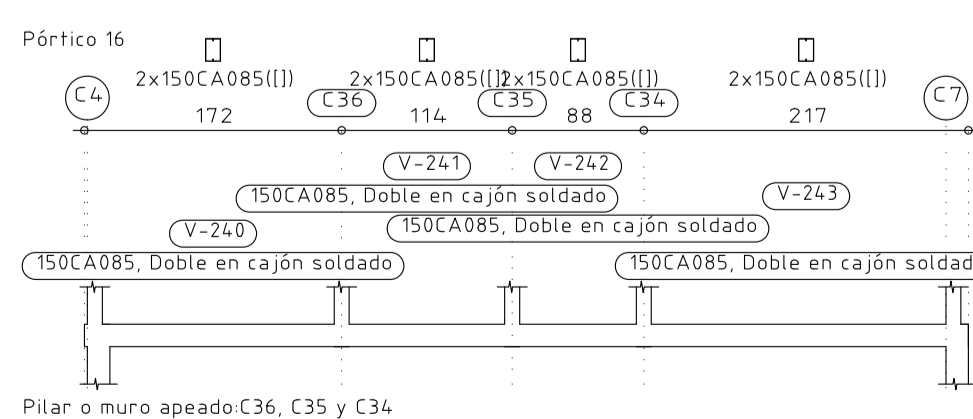 Pórtico 16
2x150CA085([]) 2x150CA085([]) 2x150CA085([]) 2x150CA085([])
C4 C36 C35 C34 C7
172 114 88 217
V-241 V-242
150CA085, Doble en cajón soldado
V-243
150CA085, Doble en cajón soldado
V-240
150CA085, Doble en cajón soldado 150CA085, Doble en cajón soldad
Pilar o muro apeado:C36, C35 y C34